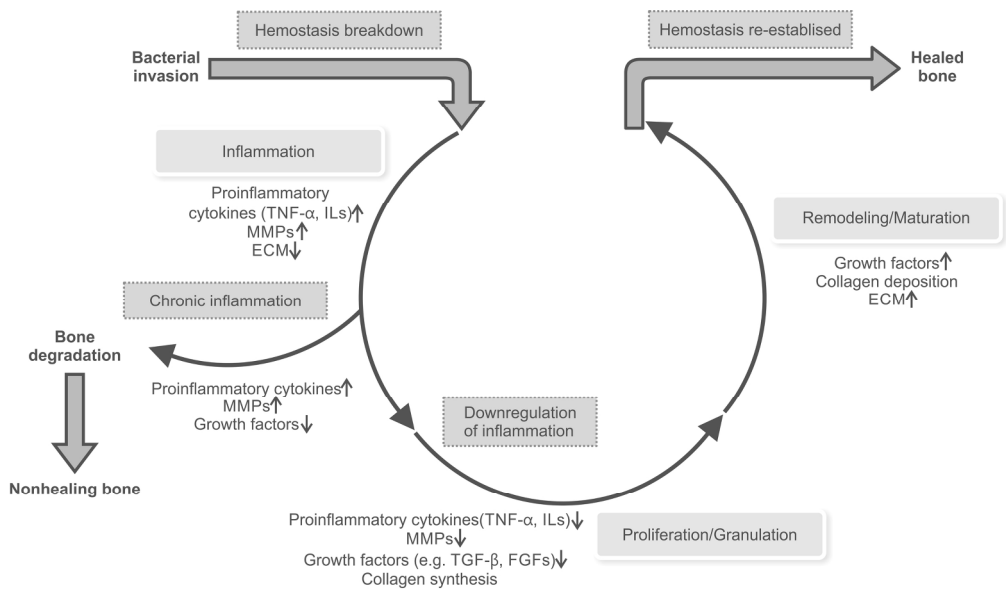 Hemostasis breakdown
Bacterial
invasion
Hemostasis re-establised
Healed
bone
Inflammation
Proinflammatory
cytokines (TNF-α, ILs)↑
MMPs↑
ECM↓
Remodeling/Maturation
Growth factors↑
Collagen deposition
ECM↑
Chronic inflammation
Bone
degradation
Proinflammatory cytokines↑
MMPs↑
Growth factors↓
Nonhealing bone
Downregulation
of inflammation
Proinflammatory cytokines(TNF-α, ILs)↓
MMPs↓
Growth factors (e.g. TGF-β, FGFs)↓
Collagen synthesis
Proliferation/Granulation